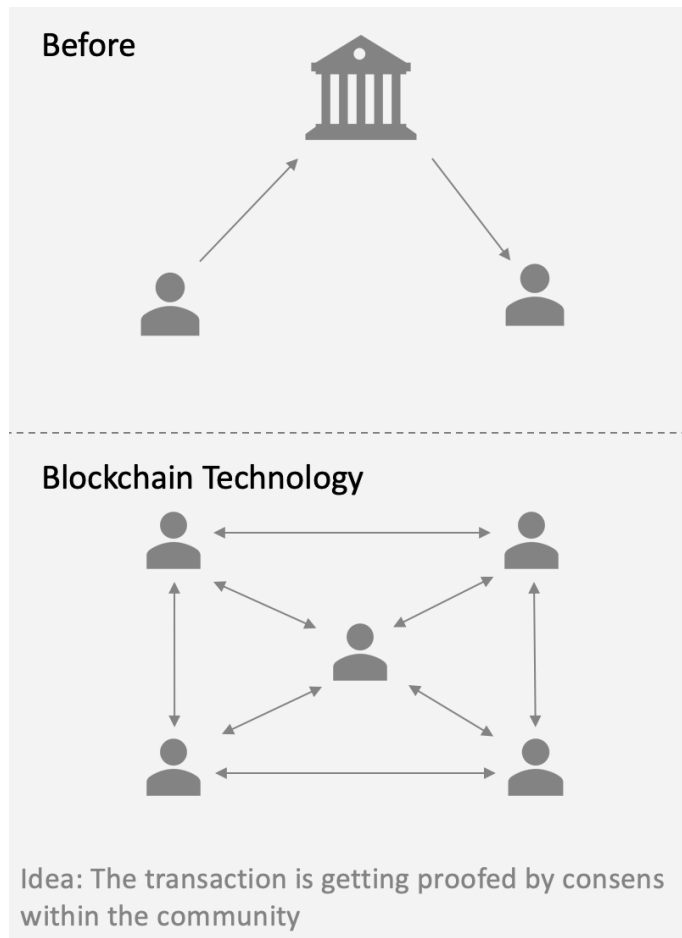 Before
Blockchain Technology
Idea: The transaction is getting proofed by consens
within the community